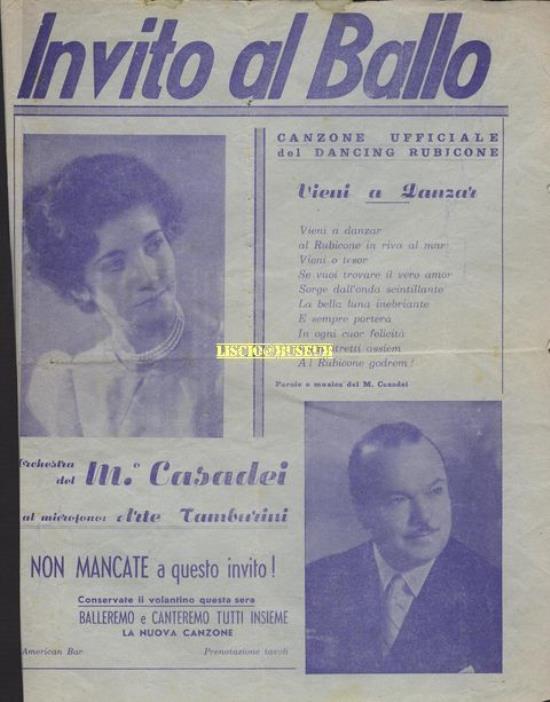 Invito al Ballo
CANZONE UFFICIALE
del DANCING RUBICONE
Vieni a Danzar
Vieni a danzar
al Rubicone in riva al mar
Vieni o tesor
Se vuoi trovare il vero amor
Sorge dall'onda scintillante
La bella luna inebriante
E sempre portera
In ogni cuor felicità
stretti assiem
Al Rubicone godrem!
LISCIO@MUSEUM
Parole e musica del M. Casadei
Orchestra
del M.° Casadei
al microfono: Arte Tamburini
NON MANCATE a questo invito!
Conservate il volantino questa sera
BALLEREMO e CANTEREMO TUTTI INSIEME
LA NUOVA CANZONE
American Bar
Prenotazione tavoli